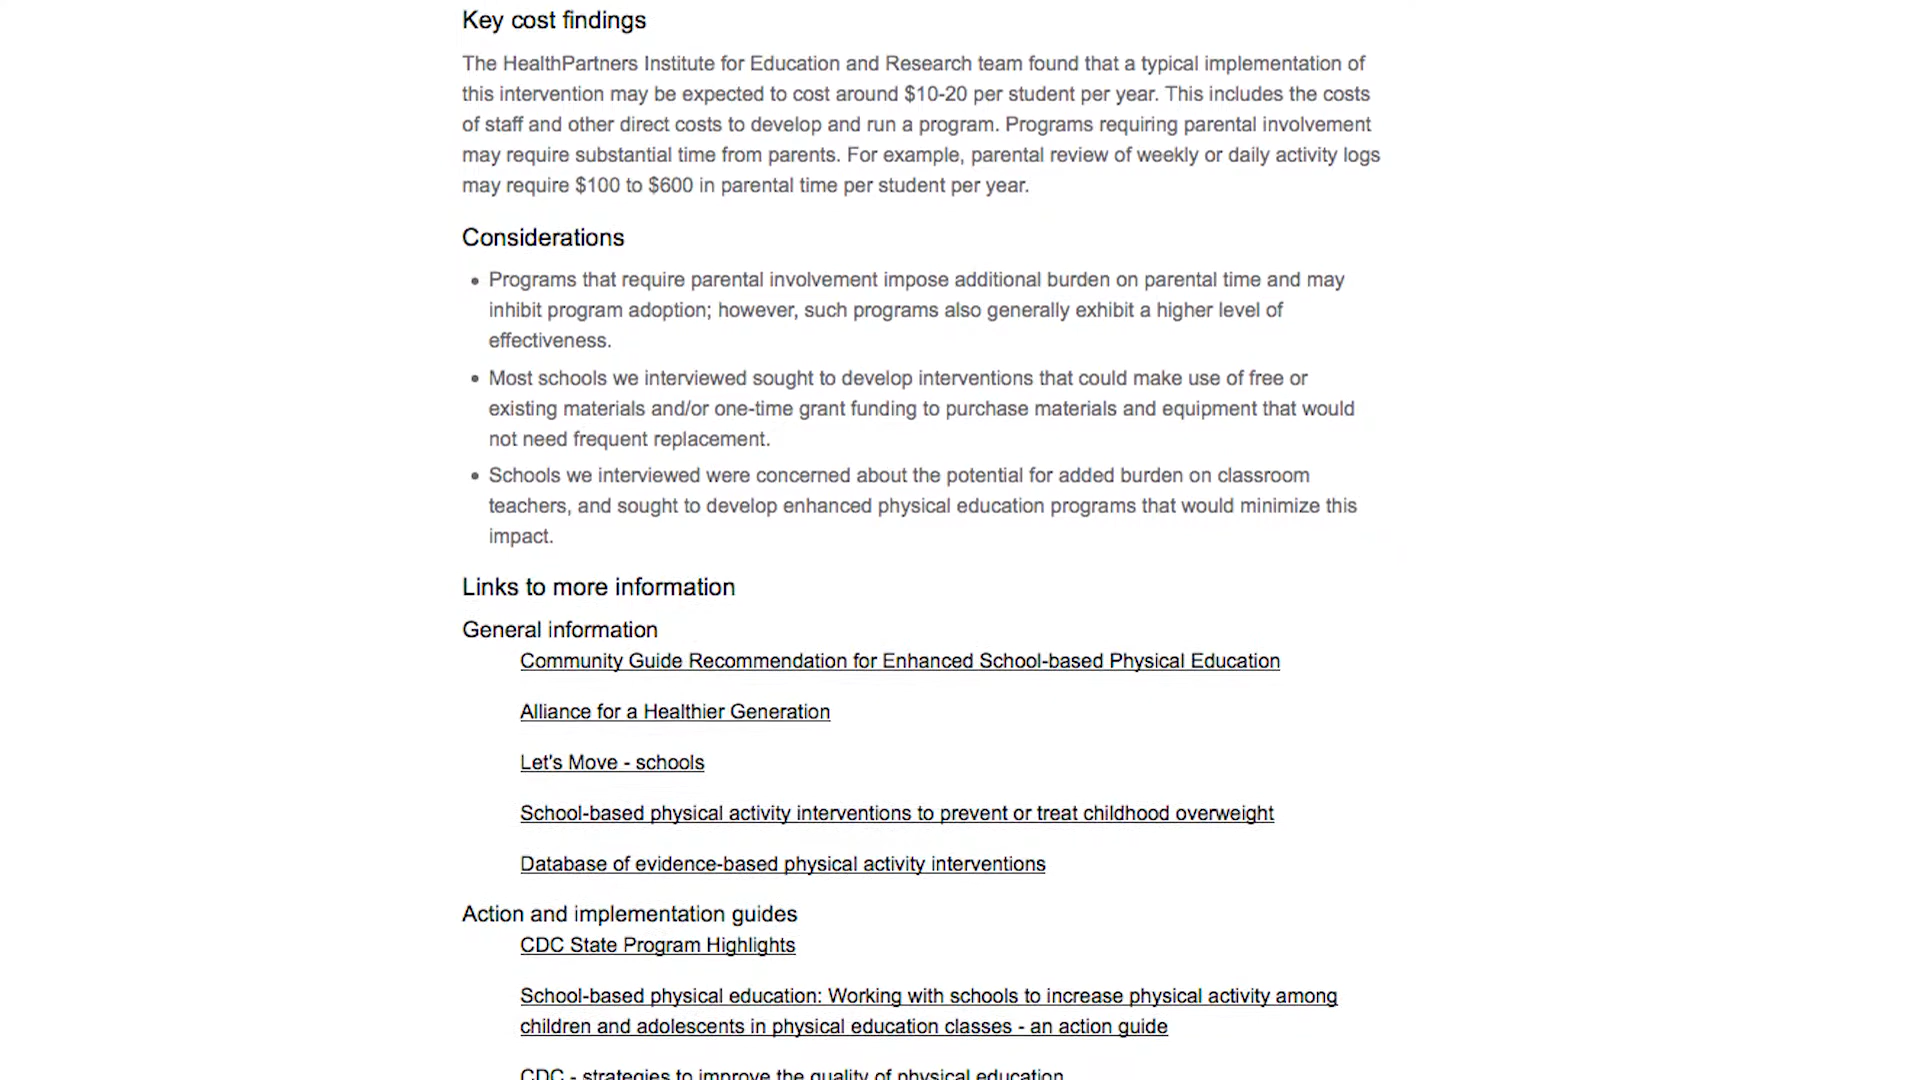 Key cost findings
The HealthPartners Institute for Education and Research team found that a typical implementation of
this intervention may be expected to cost around $10-20 per student per year. This includes the costs
of staff and other direct costs to develop and run a program. Programs requiring parental involvement
may require substantial time from parents. For example, parental review of weekly or daily activity logs
may require $100 to $600 in parental time per student per year.
Considerations
• Programs that require parental involvement impose additional burden on parental time and may
inhibit program adoption; however, such programs also generally exhibit a higher level of
effectiveness.
• Most schools we interviewed sought to develop interventions that could make use of free or
existing materials and/or one-time grant funding to purchase materials and equipment that would
not need frequent replacement.
• Schools we interviewed were concerned about the potential for added burden on classroom
teachers, and sought to develop enhanced physical education programs that would minimize this
impact.
Links to more information
General information
Community Guide Recommendation for Enhanced School-based Physical Education
Alliance for a Healthier Generation
Let's Move - schools
School-based physical activity interventions to prevent or treat childhood overweight
Database of evidence-based physical activity interventions
Action and implementation guides
CDC State Program Highlights
School-based physical education: Working with schools to increase physical activity among
children and adolescents in physical education classes - an action guide
CDC - strategies to improve the quality of physical education